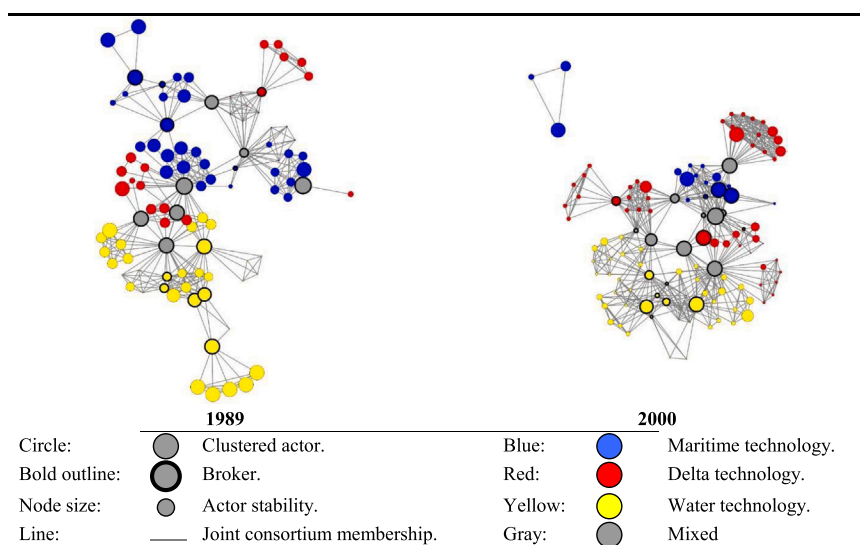 1989 2000
Circle: Clustered actor. Blue: Maritime technology.
Bold outline: Broker. Red: Delta technology.
Node size: Actor stability. Yellow: Water technology.
Line: Joint consortium membership. Gray: Mixed